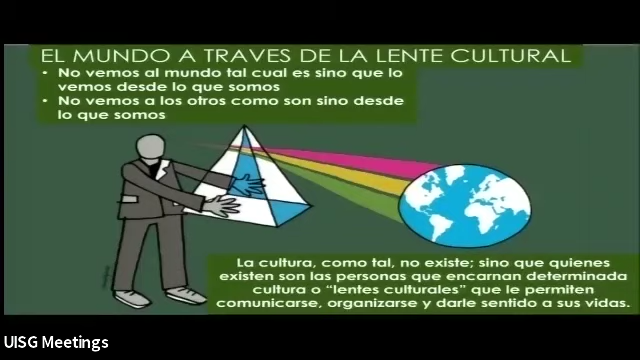 EL MUNDO A TRAVES DE LA LENTE CULTURAL
• No vemos al mundo tal cual es sino que lo
vemos desde lo que somos
• No vemos a los otros como son sino desde
lo que somos
La cultura, como tal, no existe; sino que quienes
existen son las personas que encarnan determinada
cultura o “lentes culturales” que le permiten
comunicarse, organizarse y darle sentido a sus vidas.
UISG Meetings